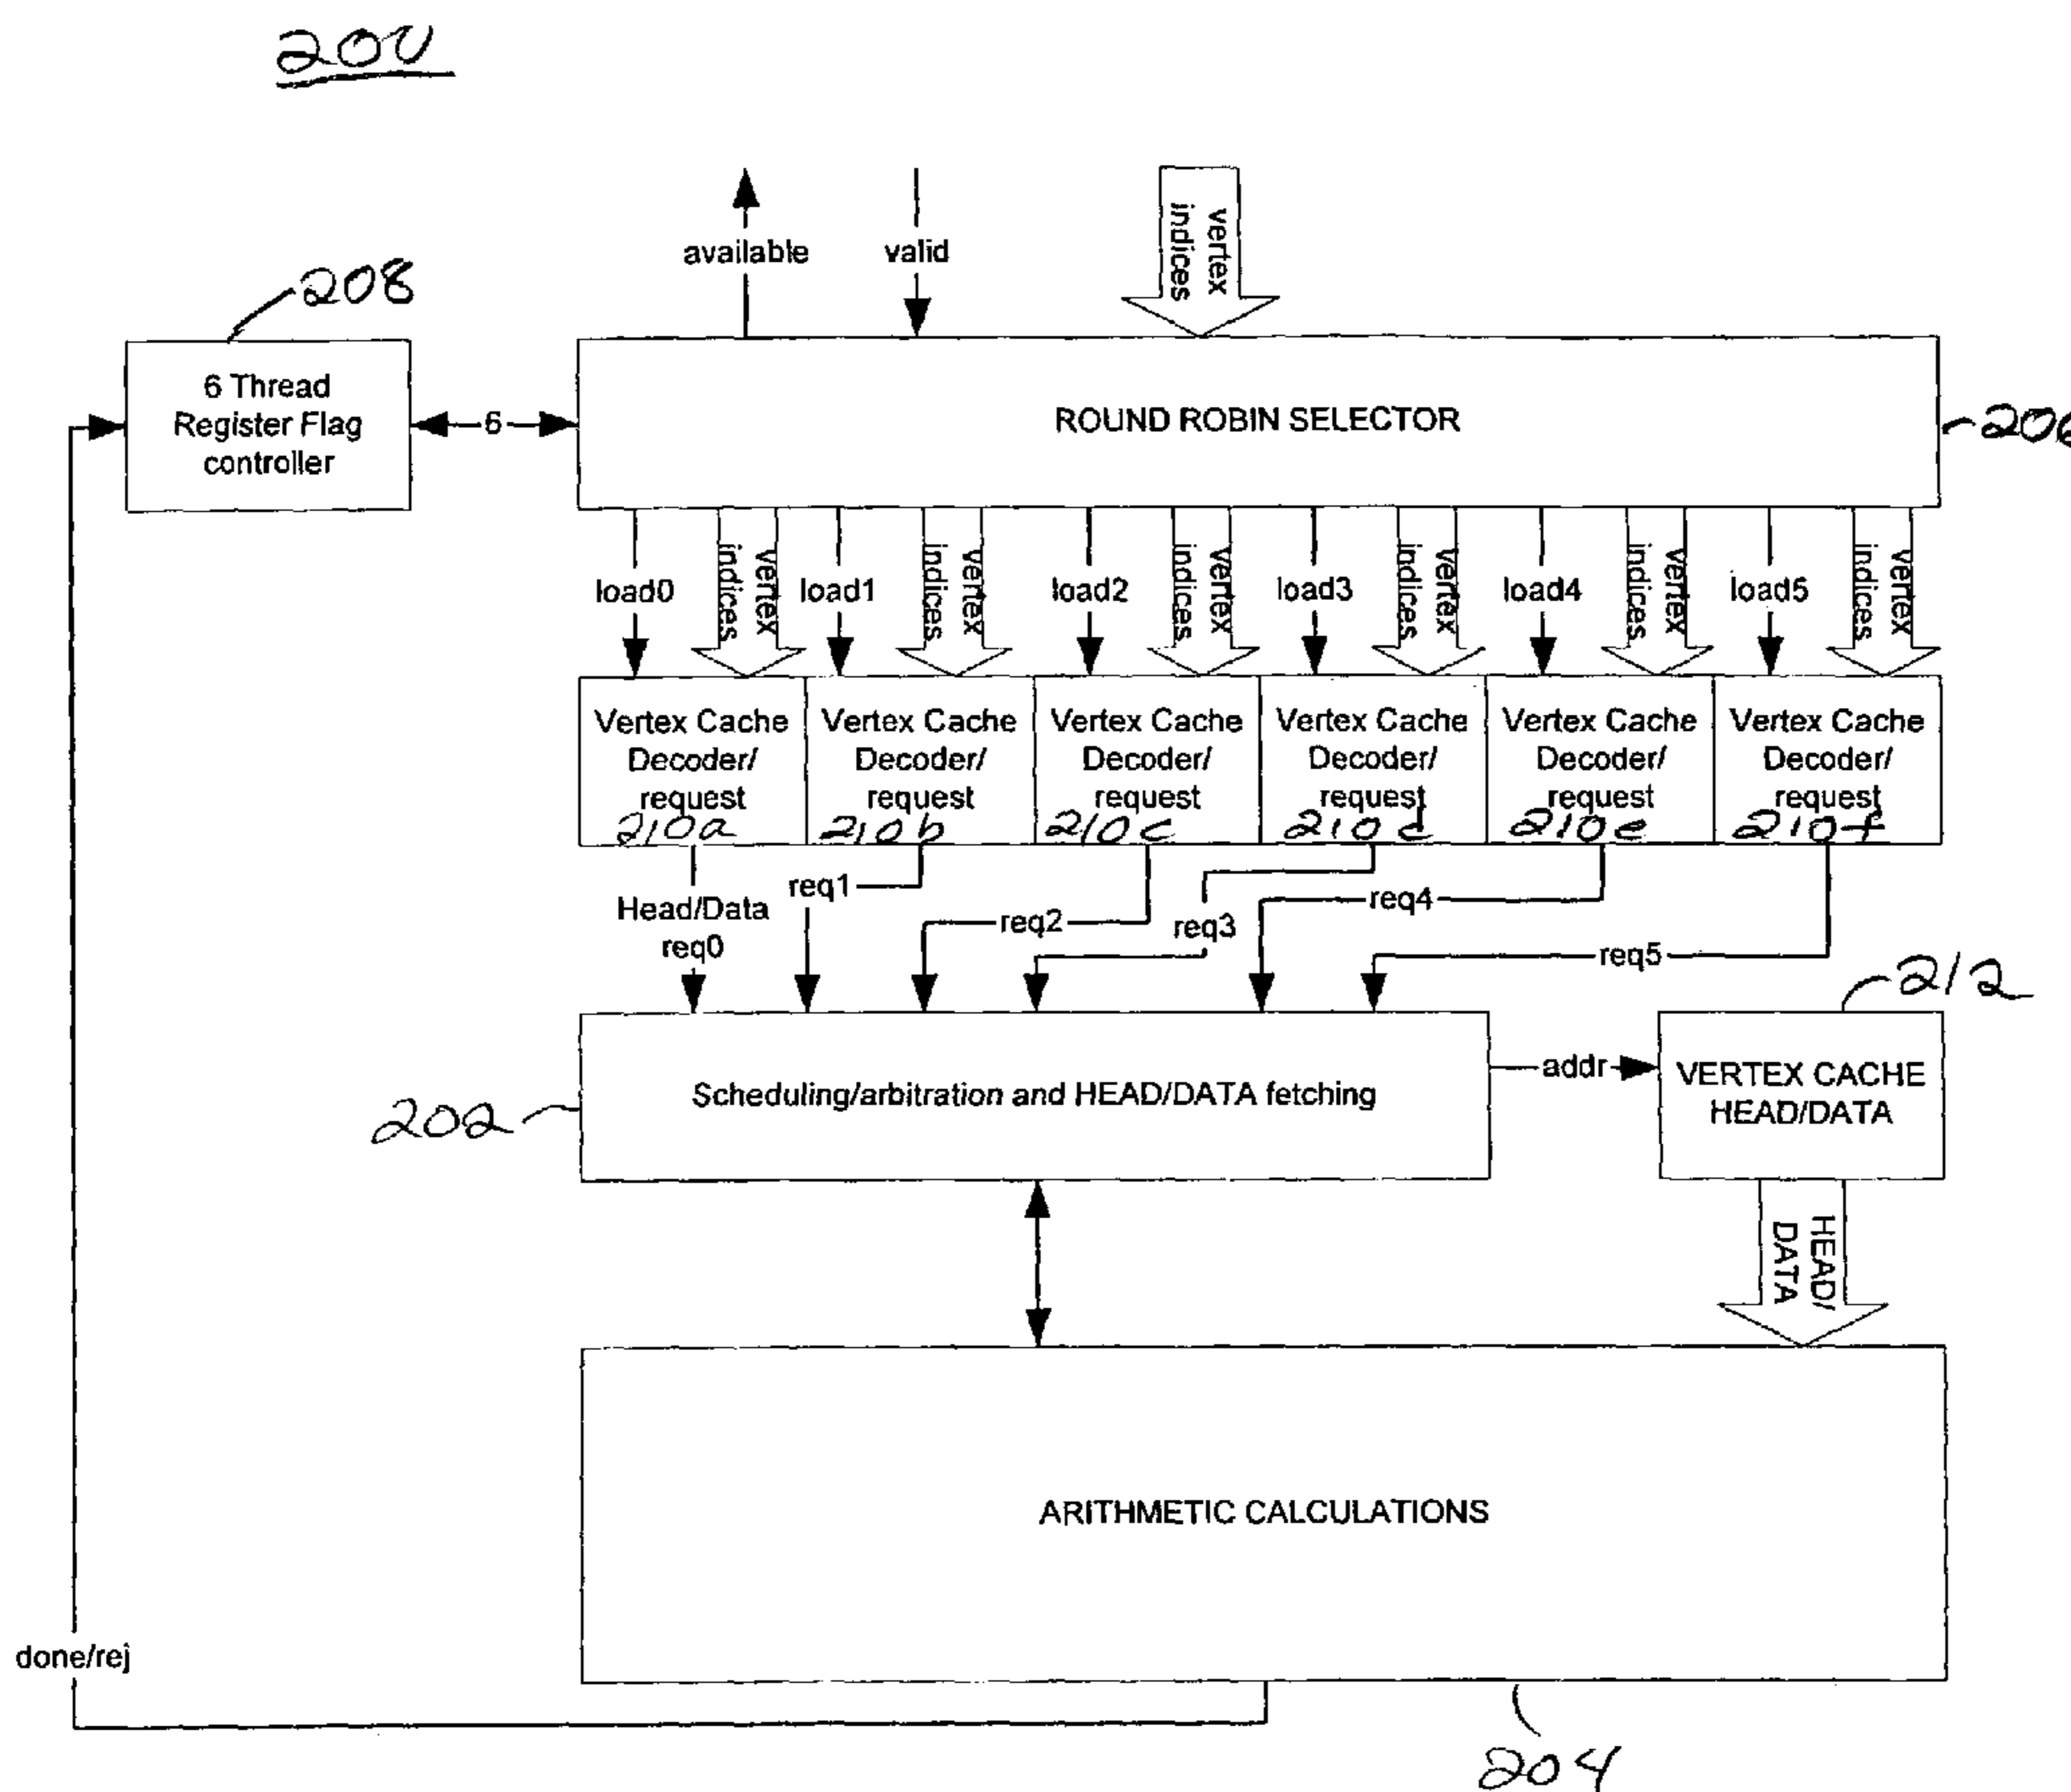 200
available
valid
vertex
indices
208
6 Thread
Register Flag
controller
6
ROUND ROBIN SELECTOR
206
load0
vertex
indices
load1
vertex
indices
load2
vertex
indices
load3
vertex
indices
load4
vertex
indices
load5
vertex
indices
Vertex Cache
Decoder/
request
210a
Vertex Cache
Decoder/
request
210b
Vertex Cache
Decoder/
request
210c
Vertex Cache
Decoder/
request
210d
Vertex Cache
Decoder/
request
210e
Vertex Cache
Decoder/
request
210f
Head/Data
req0
req1
req2
req3
req4
req5
212
Scheduling/arbitration and HEAD/DATA fetching
202
addr
VERTEX CACHE
HEAD/DATA
HEAD/
DATA
ARITHMETIC CALCULATIONS
done/rej
204